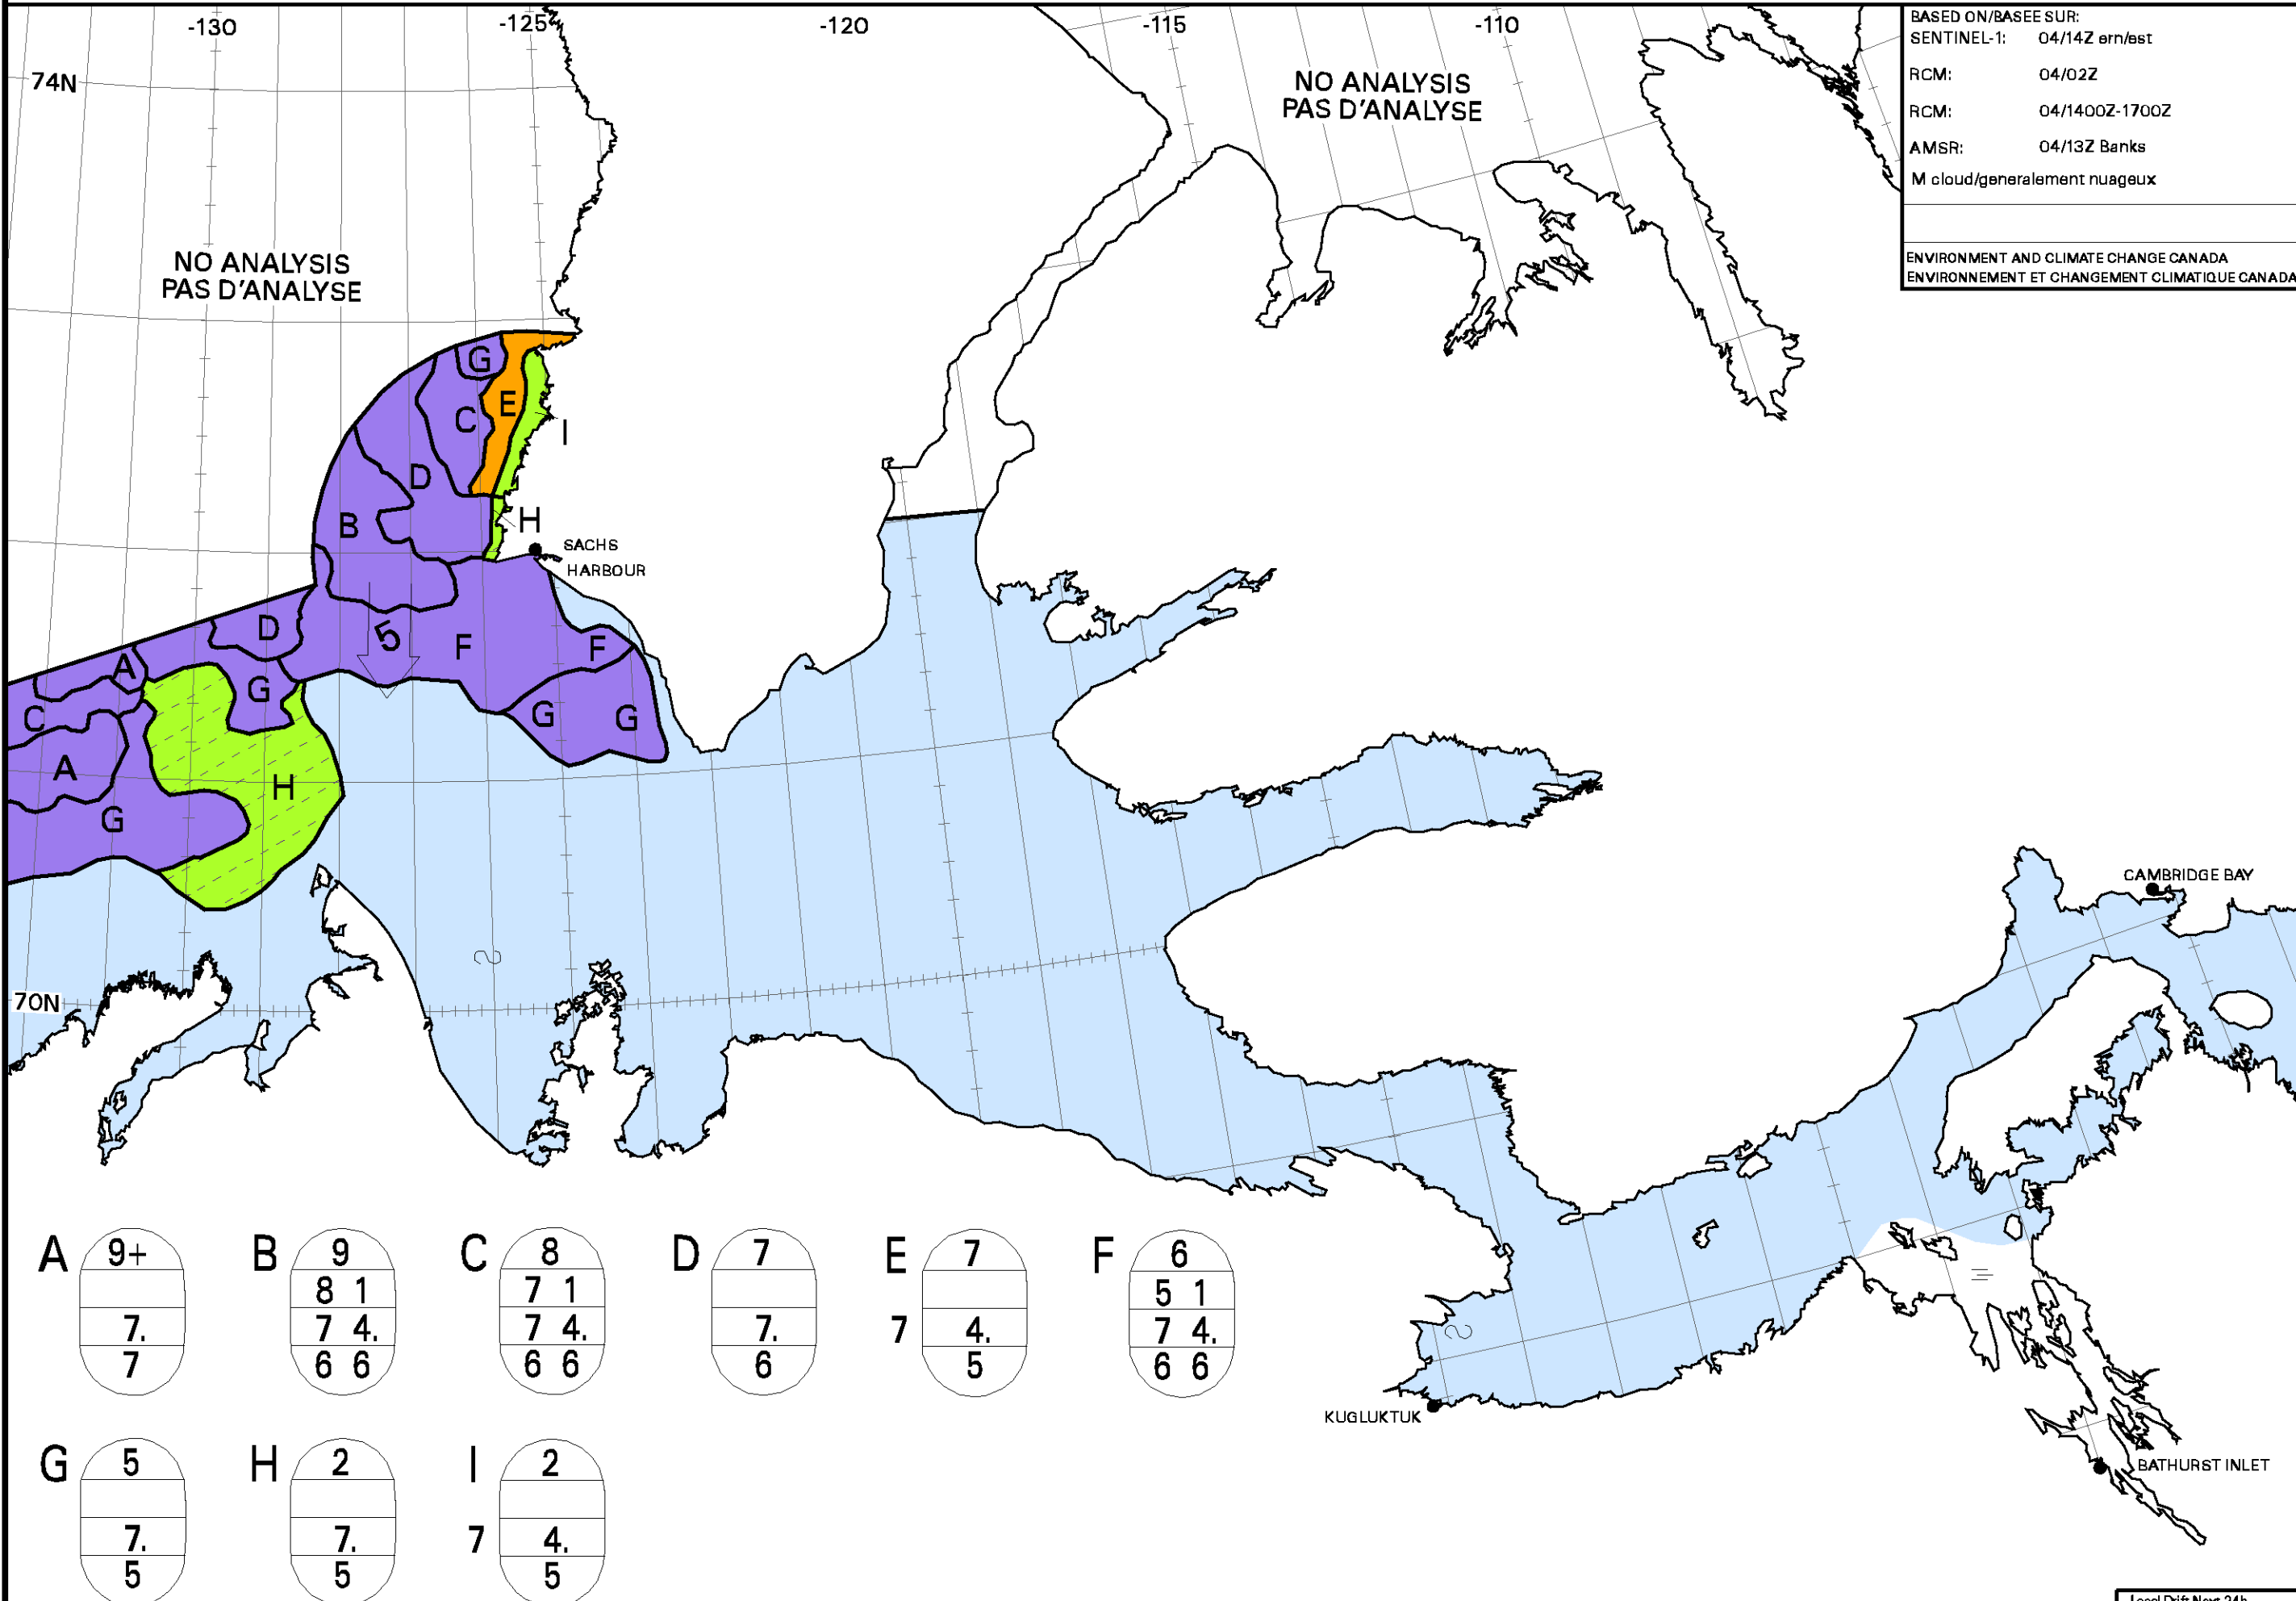 -130
-125
-120
-115
-110
74N
NO ANALYSIS
PAS D'ANALYSE
BASED ON/BASEE SUR:
SENTINEL-1: 04/14Z ern/est
RCM: 04/02Z
RCM: 04/1400Z-1700Z
AMSR: 04/13Z Banks
M cloud/generalement nuageux
ENVIRONMENT AND CLIMATE CHANGE CANADA
ENVIRONNEMENT ET CHANGEMENT CLIMATIQUE CANADA
NO ANALYSIS
PAS D'ANALYSE
G
E
C
I
D
B
H
SACHS
HARBOUR
D
5
F
F
A
G
C
G
G
A
H
G
CAMBRIDGE BAY
70N
A 9+
7.
7
B 9
8 1
7 4.
6 6
C 8
7 1
7 4.
6 6
D 7
7.
6
E 7
7 4.
5
F 6
5 1
7 4.
6 6
KUGLUKTUK
BATHURST INLET
G 5
7.
5
H 2
7.
5
I 2
7 4.
5
Local Drift Next 24h